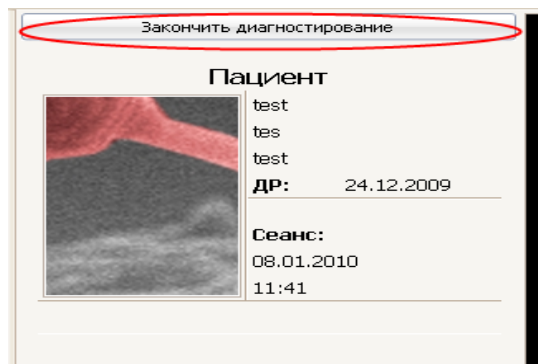 Закончить диагностирование
Пациент
test
tes
test
ДР: 24.12.2009
Сеанс:
08.01.2010
11:41